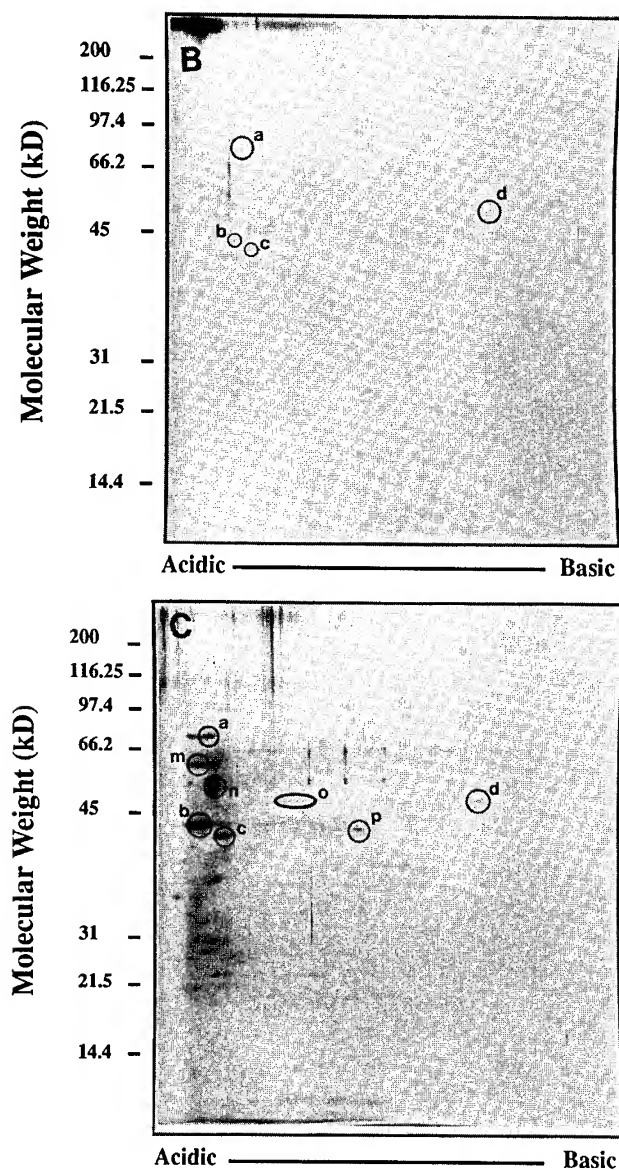 B
Molecular Weight (kD)
200
116.25
97.4
66.2
45
31
21.5
14.4
a
b
c
d
Acidic
Basic
C
Molecular Weight (kD)
200
116.25
97.4
66.2
45
31
21.5
14.4
a
m
n
b
c
o
p
d
Acidic
Basic